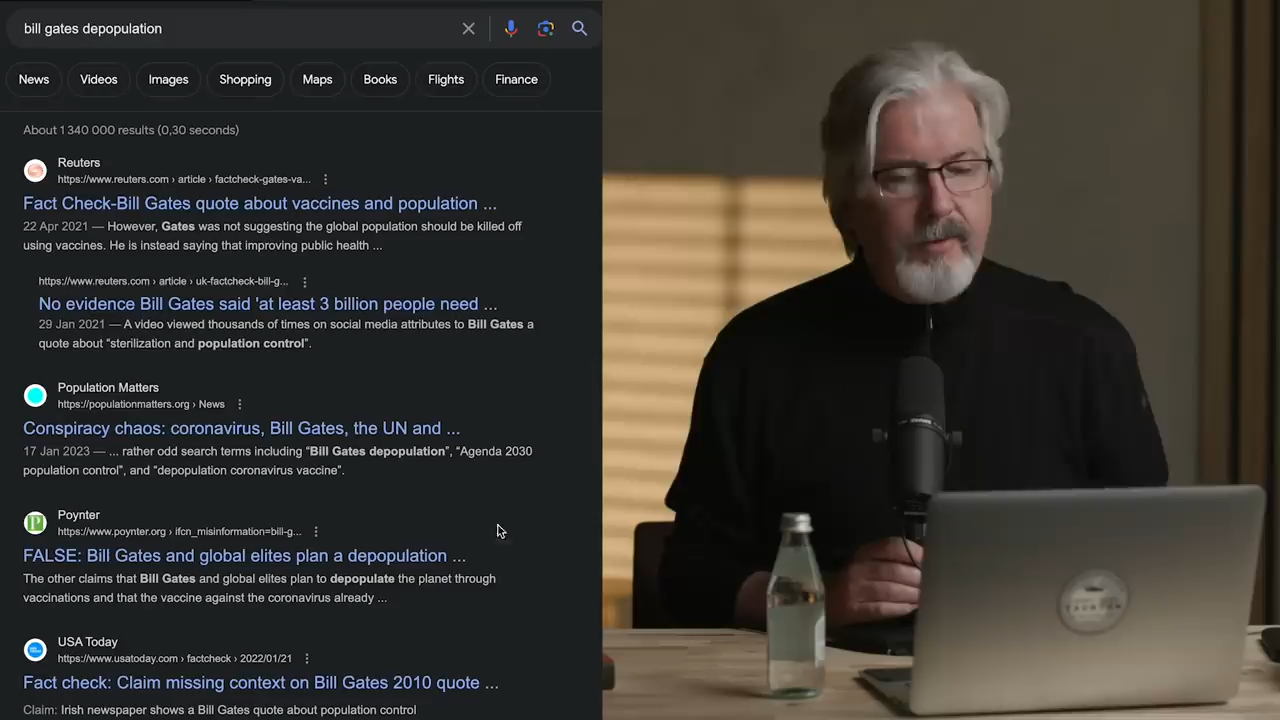 bill gates depopulation
News
Videos
Images
Shopping
Maps
Books
Flights
Finance
About 1 340 000 results (0,30 seconds)
Reuters
https://www.reuters.com › article › factcheck-gates-va...
Fact Check-Bill Gates quote about vaccines and population ...
22 Apr 2021 — However, Gates was not suggesting the global population should be killed off
using vaccines. He is instead saying that improving public health ...
https://www.reuters.com › article › uk-factcheck-bill-g...
No evidence Bill Gates said 'at least 3 billion people need ...
29 Jan 2021 — A video viewed thousands of times on social media attributes to Bill Gates a
quote about “sterilization and population control”.
Population Matters
https://populationmatters.org › News
Conspiracy chaos: coronavirus, Bill Gates, the UN and ...
17 Jan 2023 — ... rather odd search terms including “Bill Gates depopulation”, “Agenda 2030
population control”, and “depopulation coronavirus vaccine”.
Poynter
https://www.poynter.org › ifcn_misinformation=bill-g...
FALSE: Bill Gates and global elites plan a depopulation ...
The other claims that Bill Gates and global elites plan to depopulate the planet through
vaccinations and that the vaccine against the coronavirus already ...
USA Today
https://www.usatoday.com › factcheck › 2022/01/21
Fact check: Claim missing context on Bill Gates 2010 quote ...
Claim: Irish newspaper shows a Bill Gates quote about population control